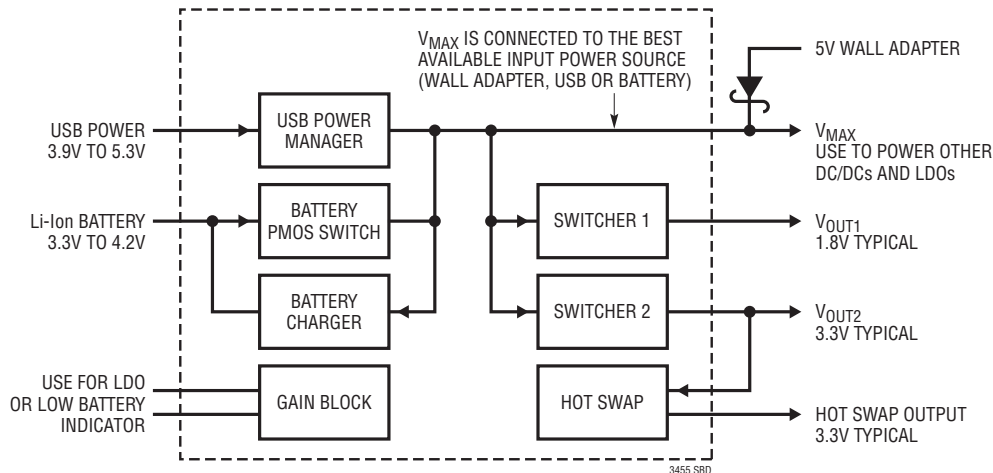 V_MAX IS CONNECTED TO THE BEST
AVAILABLE INPUT POWER SOURCE
(WALL ADAPTER, USB OR BATTERY)
5V WALL ADAPTER
USB POWER
3.9V TO 5.3V
USB POWER
MANAGER
V_MAX
USE TO POWER OTHER
DC/DCs AND LDOs
Li-Ion BATTERY
3.3V TO 4.2V
BATTERY
PMOS SWITCH
SWITCHER 1
V_OUT1
1.8V TYPICAL
BATTERY
CHARGER
SWITCHER 2
V_OUT2
3.3V TYPICAL
USE FOR LDO
OR LOW BATTERY
INDICATOR
GAIN BLOCK
HOT SWAP
HOT SWAP OUTPUT
3.3V TYPICAL
3455 SBD